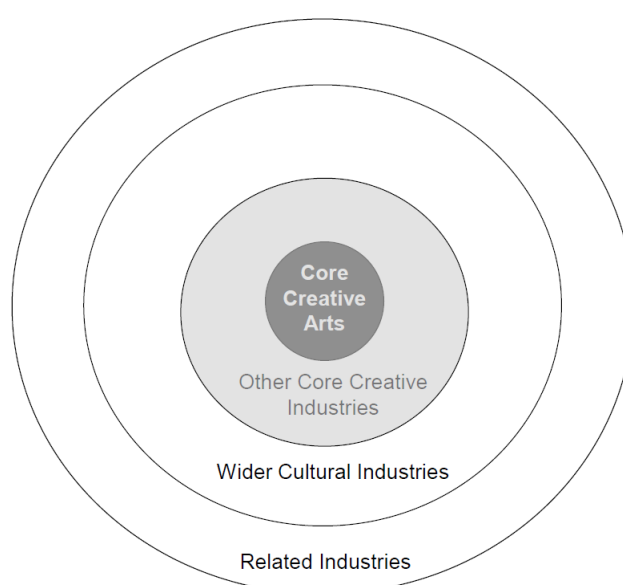 Core
Creative
Arts
Other Core Creative
Industries
Wider Cultural Industries
Related Industries